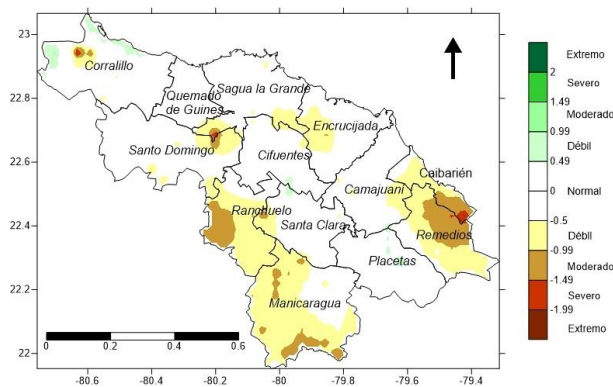 23
22.8
22.6
22.4
22.2
22
Corralillo
Quemado
de Guines
Sagua la Grande
Encrucijada
Santo Domingo
Cifuentes
Camajuani
Caibarién
Ranchuelo
Santa Clara
Remedios
Placetas
Manicaragua
0 0.2 0.4 0.6
-80.6 -80.4 -80.2 -80 -79.8 -79.6 -79.4
Extremo
2
Severo
1.49
Moderado
0.99
Débil
0.49
Normal
-0.5
Débil
-0.99
Moderado
-1.49
Severo
-1.99
Extremo